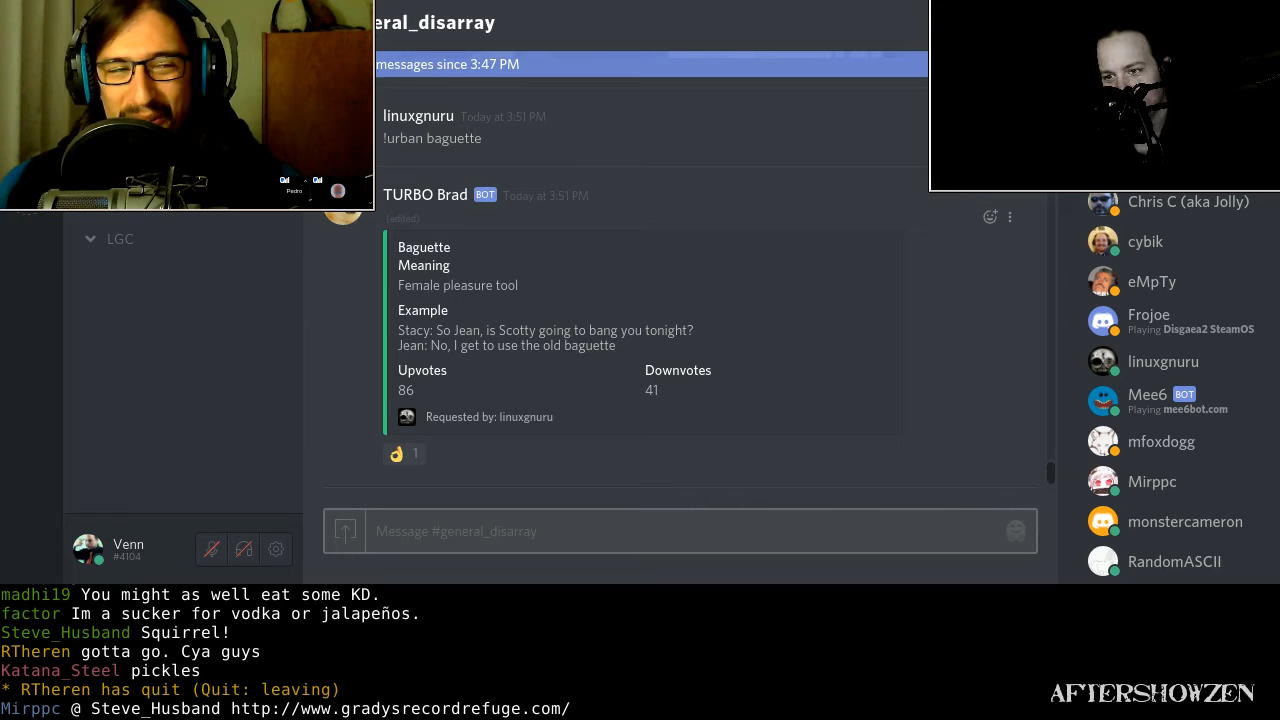 eral_disarray
messages since 3:47 PM
linuxgnuru Today at 3:51 PM
!urban baguette
TURBO Brad BOT Today at 3:51 PM
(edited)
Baguette
Meaning
Female pleasure tool
Example
Stacy: So Jean, is Scotty going to bang you tonight?
Jean: No, I get to use the old baguette
Upvotes Downvotes
86 41
Requested by: linuxgnuru
👌 1
Message #general_disarray
Pedro
LGC
Venn
#4104
Chris C (aka Jolly)
cybik
eMpTy
Frojoe
Playing Disgaea2 SteamOS
linuxgnuru
Mee6 BOT
Playing mee6bot.com
mfoxdogg
Mirppc
monstercameron
RandomASCII
madhi19 You might as well eat some KD.
factor Im a sucker for vodka or jalapeños.
Steve_Husband Squirrel!
RTheren gotta go. Cya guys
Katana_Steel pickles
* RTheren has quit (Quit: leaving)
Mirppc @ Steve_Husband http://www.gradysrecordrefuge.com/
AFTERSHOWZEN